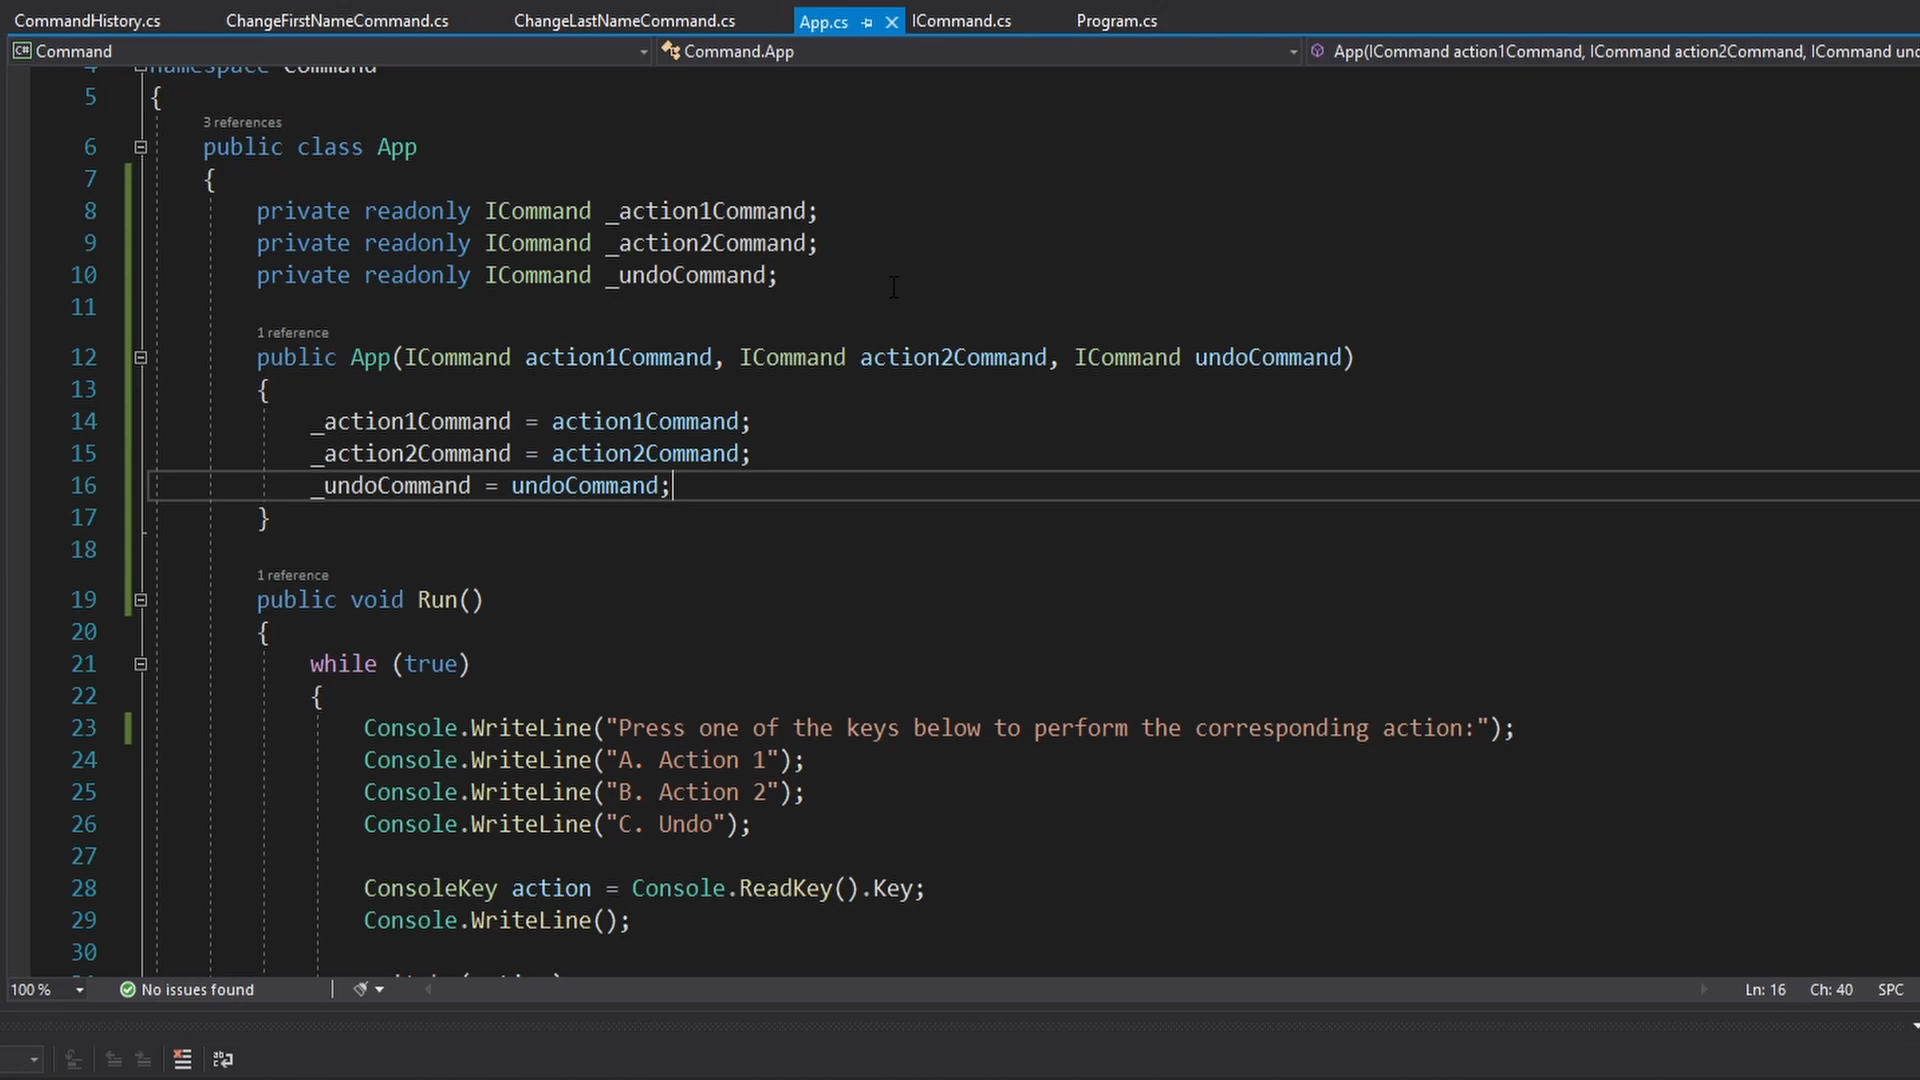 CommandHistory.cs ChangeFirstNameCommand.cs ChangeLastNameCommand.cs App.cs ICommand.cs Program.cs
C# Command Command.App App(ICommand action1Command, ICommand action2Command, ICommand und
4 namespace Command
5 {
3 references
6 public class App
7 {
8 private readonly ICommand _action1Command;
9 private readonly ICommand _action2Command;
10 private readonly ICommand _undoCommand;
11
1 reference
12 public App(ICommand action1Command, ICommand action2Command, ICommand undoCommand)
13 {
14 _action1Command = action1Command;
15 _action2Command = action2Command;
16 _undoCommand = undoCommand;
17 }
18
1 reference
19 public void Run()
20 {
21 while (true)
22 {
23 Console.WriteLine("Press one of the keys below to perform the corresponding action:");
24 Console.WriteLine("A. Action 1");
25 Console.WriteLine("B. Action 2");
26 Console.WriteLine("C. Undo");
27
28 ConsoleKey action = Console.ReadKey().Key;
29 Console.WriteLine();
30
100 % No issues found Ln: 16 Ch: 40 SPC